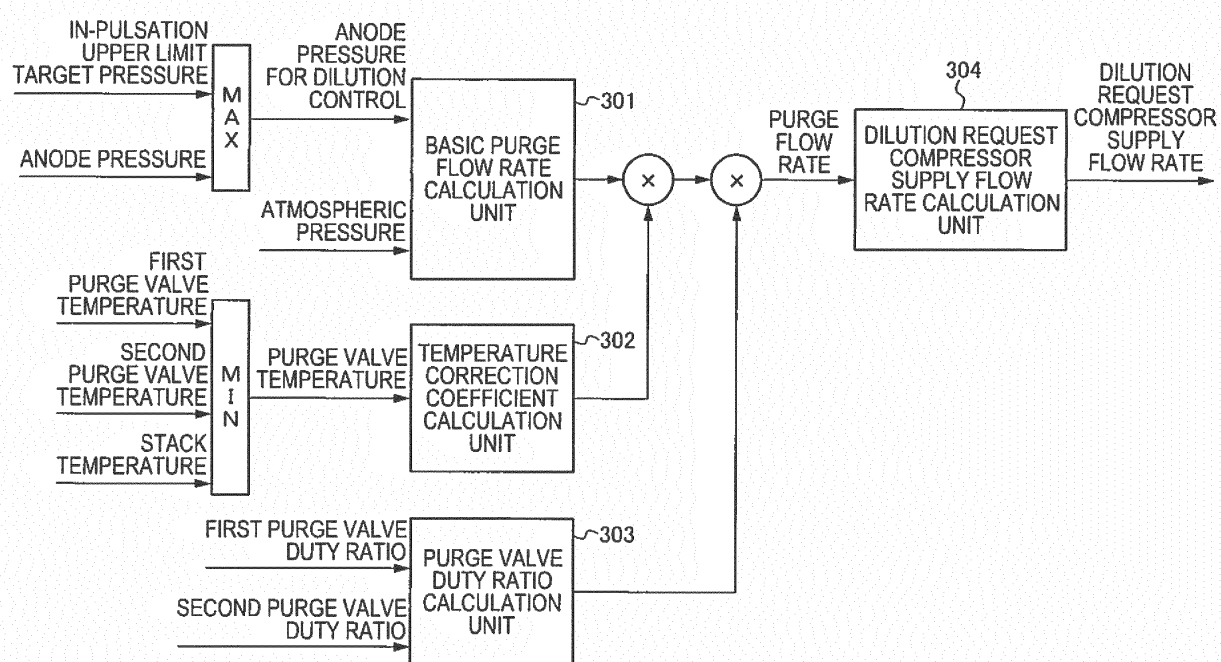 IN-PULSATION
UPPER LIMIT
TARGET PRESSURE
ANODE PRESSURE
MAX
ANODE
PRESSURE
FOR DILUTION
CONTROL
ATMOSPHERIC
PRESSURE
301
BASIC PURGE
FLOW RATE
CALCULATION
UNIT
×
×
PURGE
FLOW
RATE
304
DILUTION REQUEST
COMPRESSOR
SUPPLY FLOW
RATE CALCULATION
UNIT
DILUTION
REQUEST
COMPRESSOR
SUPPLY
FLOW RATE
FIRST
PURGE VALVE
TEMPERATURE
SECOND
PURGE VALVE
TEMPERATURE
STACK
TEMPERATURE
MIN
PURGE VALVE
TEMPERATURE
302
TEMPERATURE
CORRECTION
COEFFICIENT
CALCULATION
UNIT
FIRST PURGE VALVE
DUTY RATIO
SECOND PURGE VALVE
DUTY RATIO
303
PURGE VALVE
DUTY RATIO
CALCULATION
UNIT